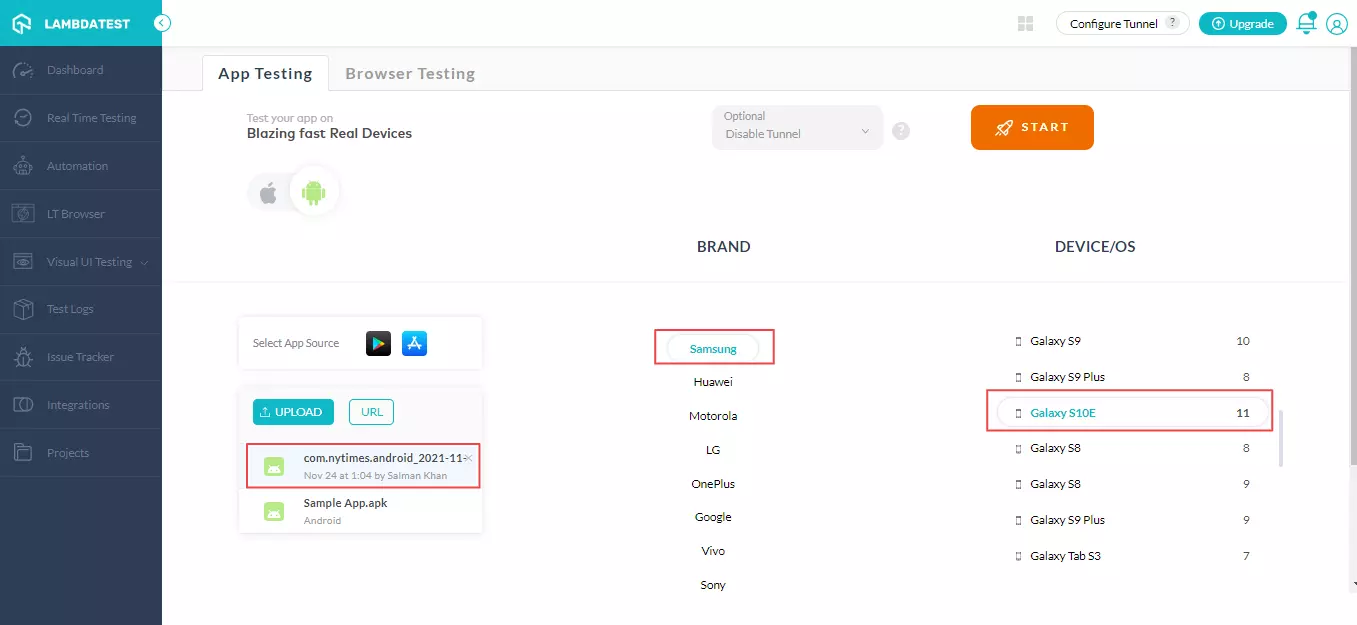 LAMBDATEST
Configure Tunnel ?
Upgrade
Dashboard
Real Time Testing
Automation
LT Browser
Visual UI Testing
Test Logs
Issue Tracker
Integrations
Projects
App Testing
Browser Testing
Test your app on
Blazing fast Real Devices
Optional
Disable Tunnel
?
START
BRAND
DEVICE/OS
Select App Source
UPLOAD
URL
com.nytimes.android_2021-11-
Nov 24 at 1:04 by Salman Khan
Sample App.apk
Android
Samsung
Huawei
Motorola
LG
OnePlus
Google
Vivo
Sony
Galaxy S9 10
Galaxy S9 Plus 8
Galaxy S10E 11
Galaxy S8 8
Galaxy S8 9
Galaxy S9 Plus 9
Galaxy Tab S3 7